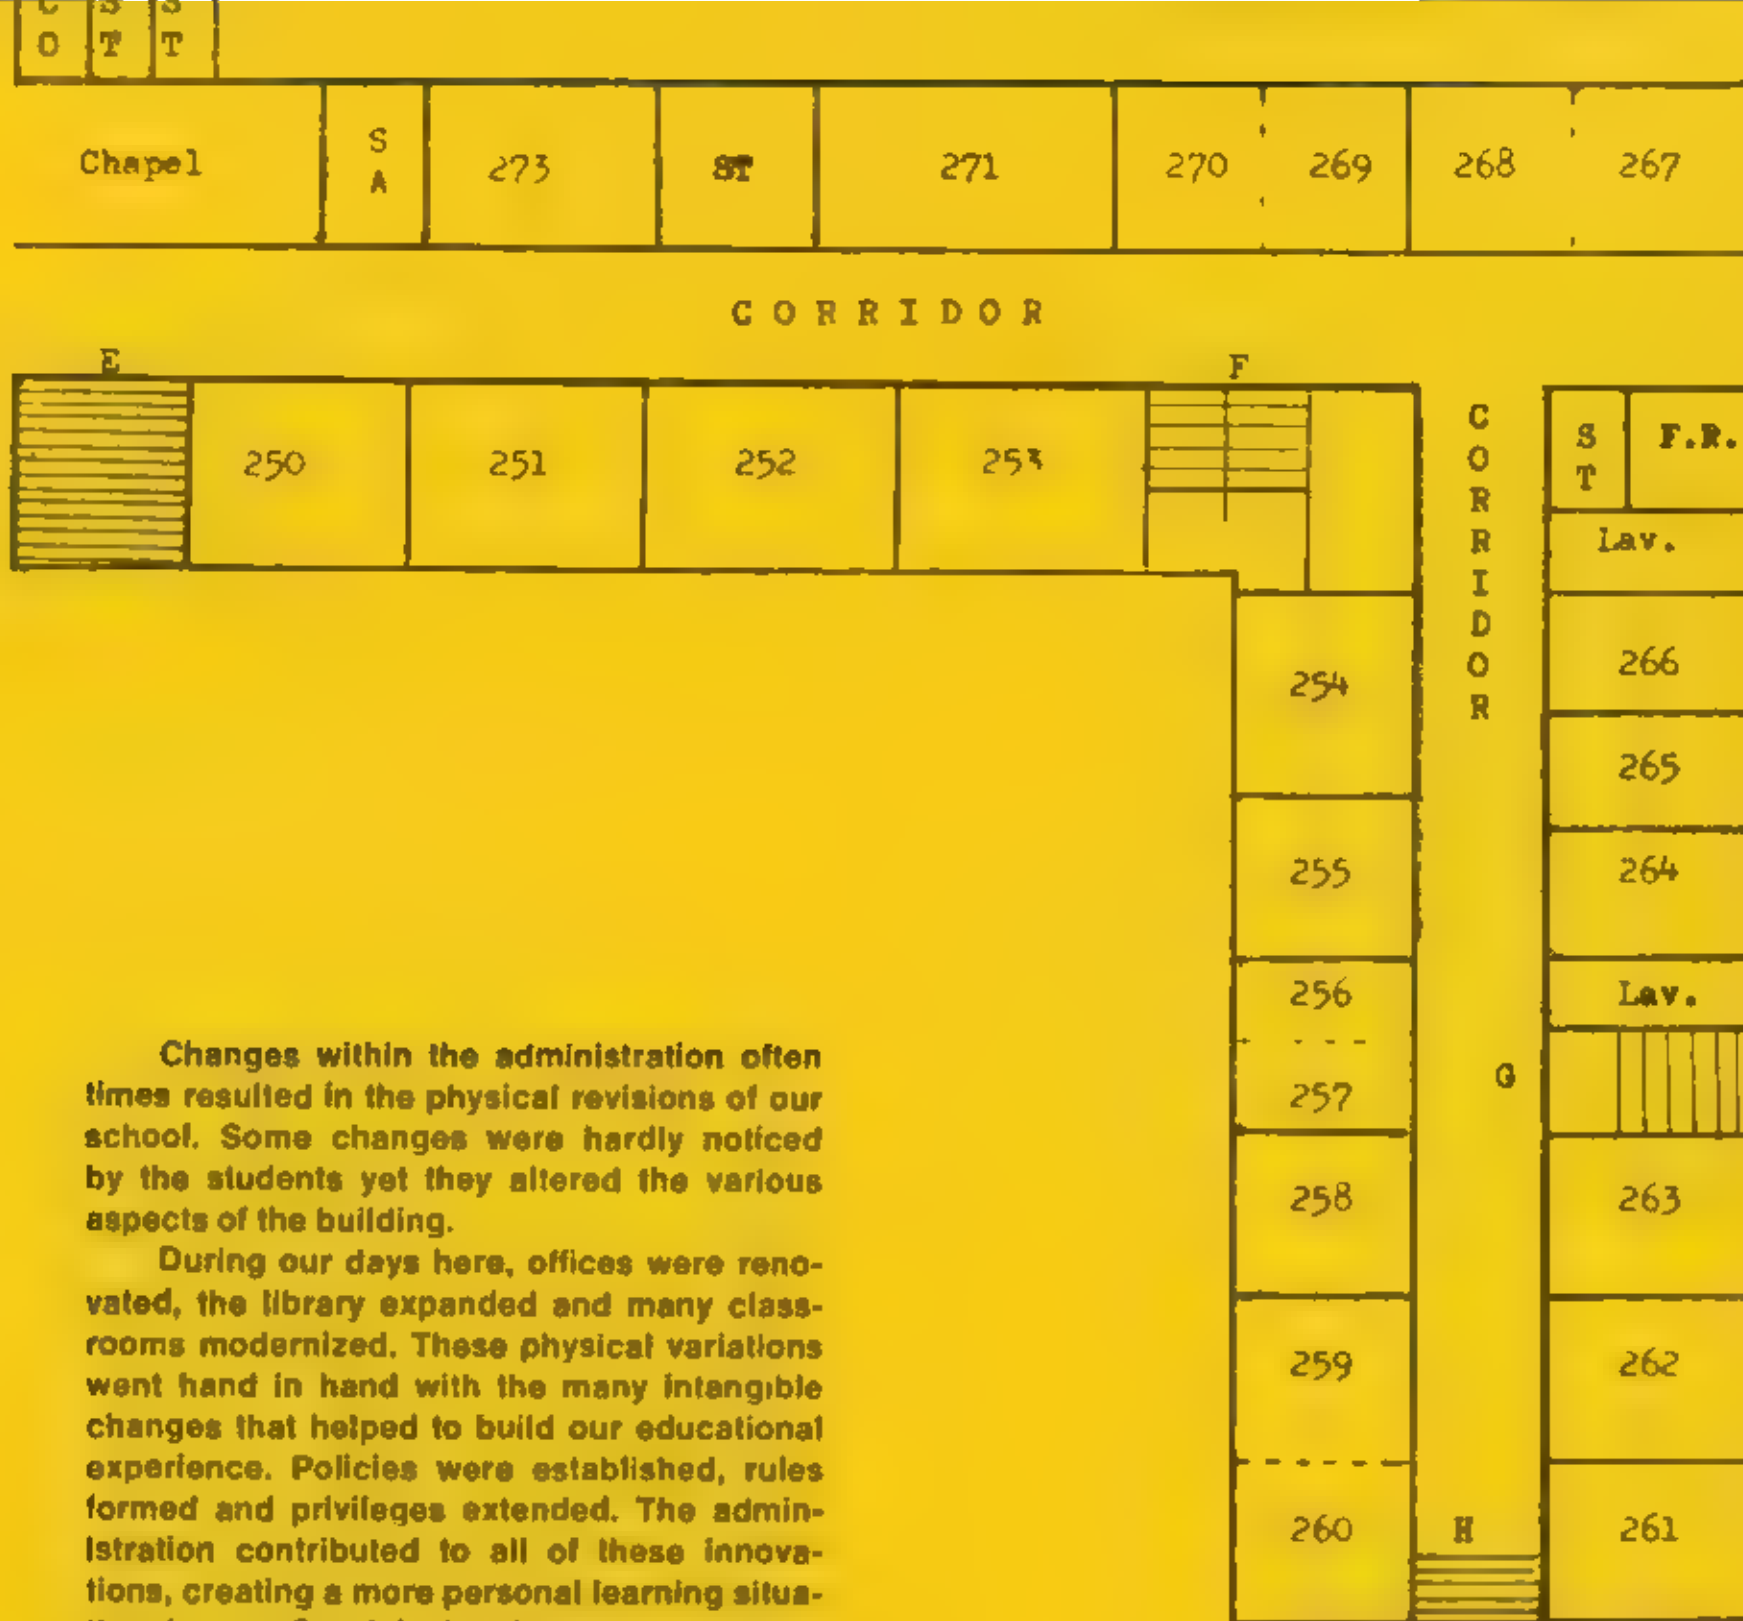 C S S
O T T
Chapel S A 273 ST 271 270 269 268 267
CORRIDOR
E F
250 251 252 253
CORRIDOR
S T F.R.
Lav.
254 266
265
255 264
256 Lav.
257 G
258 263
259 262
260 H 261
Changes within the administration often
times resulted in the physical revisions of our
school. Some changes were hardly noticed
by the students yet they altered the various
aspects of the building.
During our days here, offices were reno-
vated, the library expanded and many class-
rooms modernized. These physical variations
went hand in hand with the many intangible
changes that helped to build our educational
experience. Policies were established, rules
formed and privileges extended. The admin-
istration contributed to all of these innova-
tions, creating a more personal learning situa-